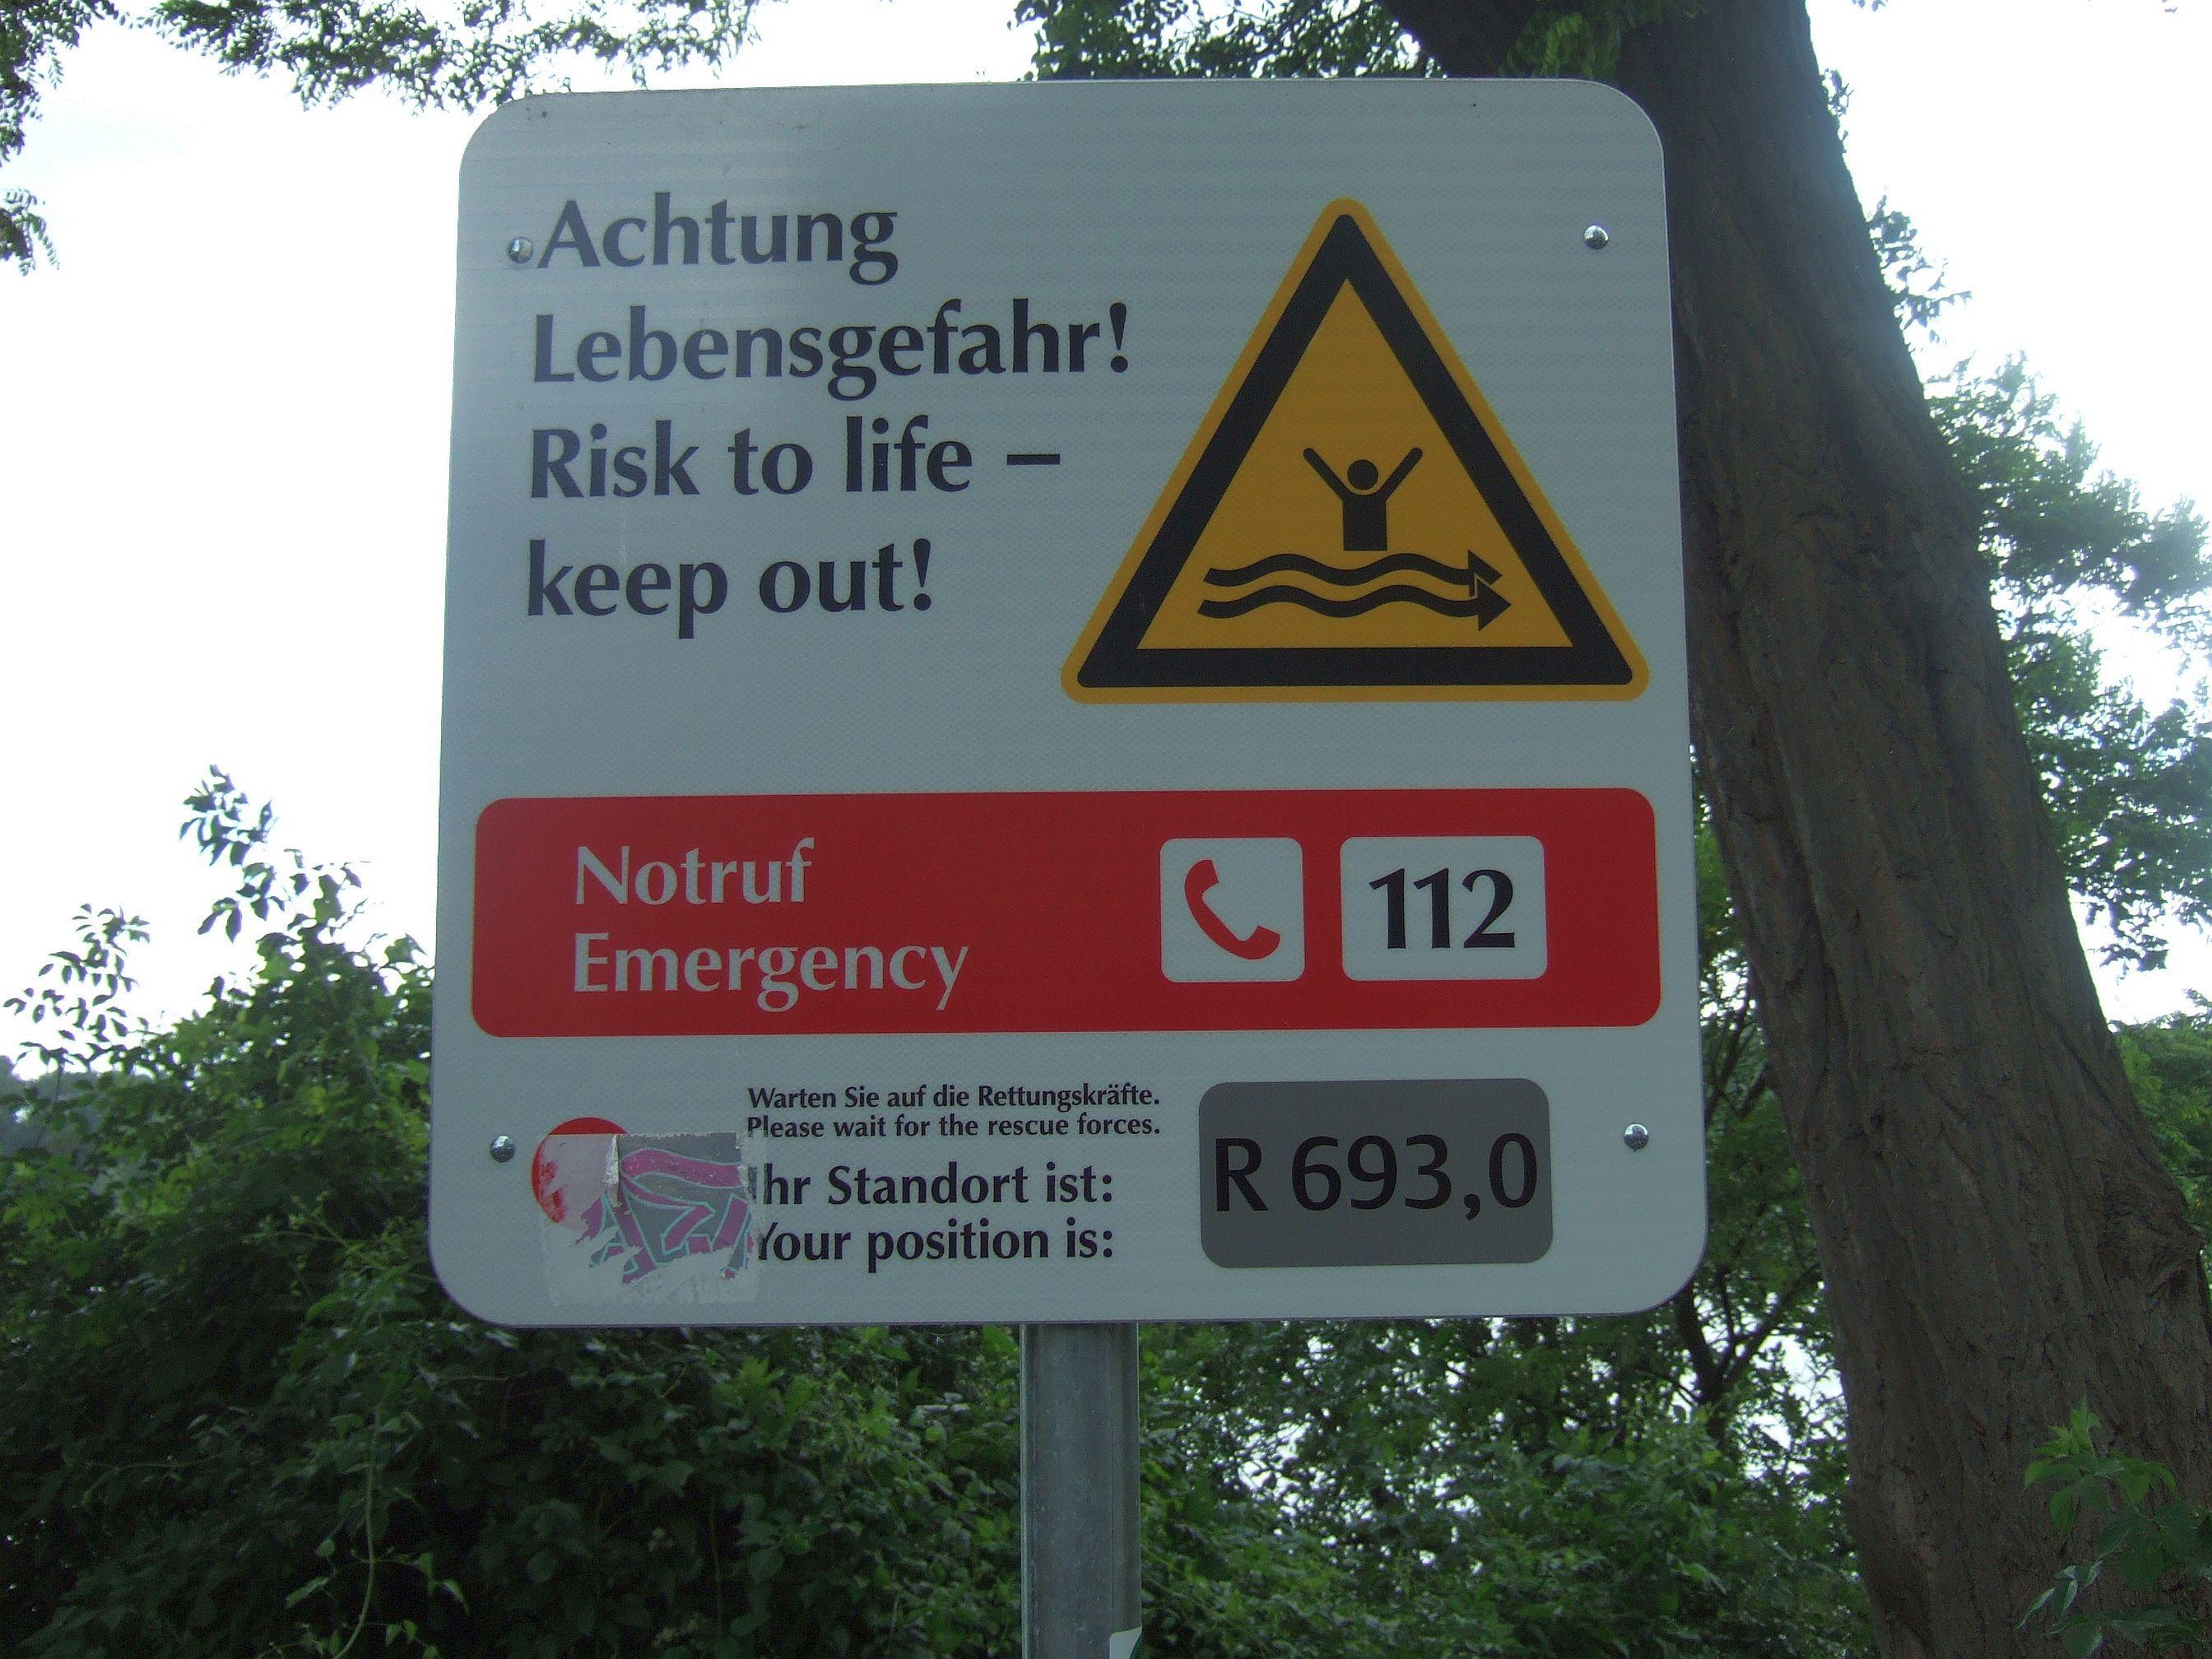 Achtung
Lebensgefahr!
Risk to life –
keep out!
Notruf
Emergency
112
Warten Sie auf die Rettungskräfte.
Please wait for the rescue forces.
Ihr Standort ist:
Your position is:
R 693,0